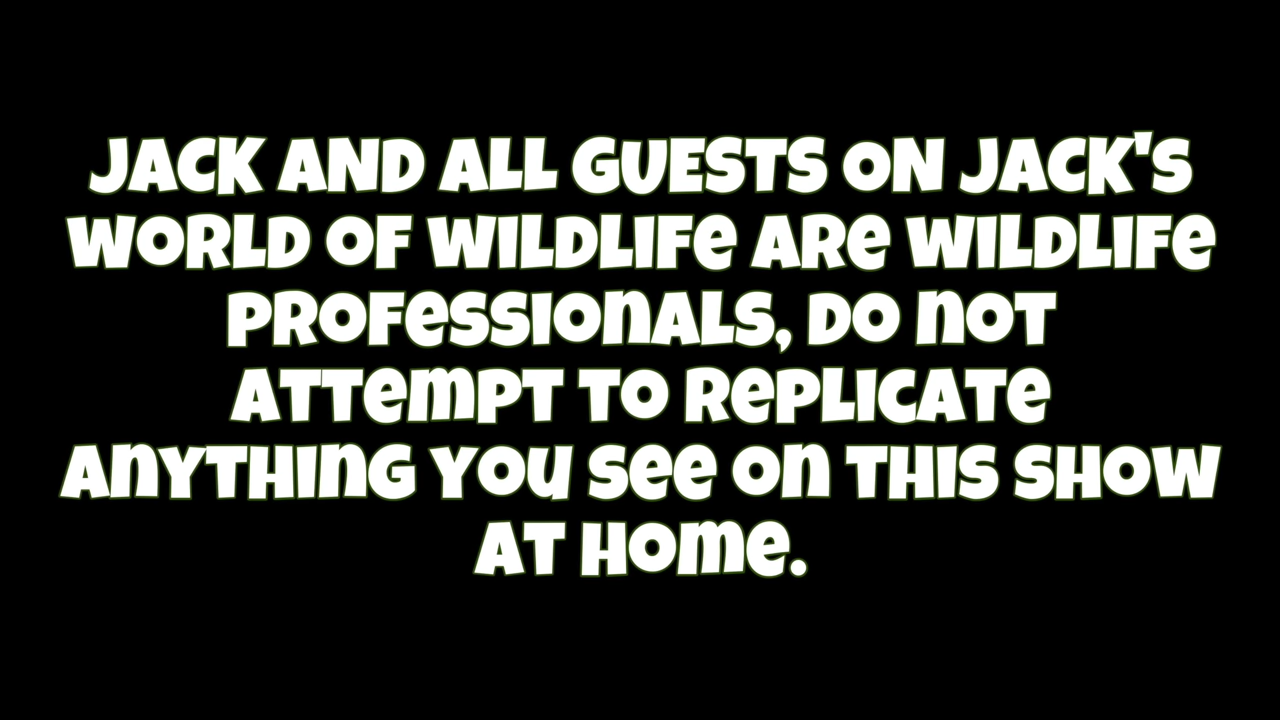 JACK AND ALL GUESTS ON JACK'S
WORLD OF WILDLIFE ARE WILDLIFE
PROFESSIONALS, DO NOT
ATTEMPT TO REPLICATE
ANYTHING YOU SEE ON THIS SHOW
AT HOME.